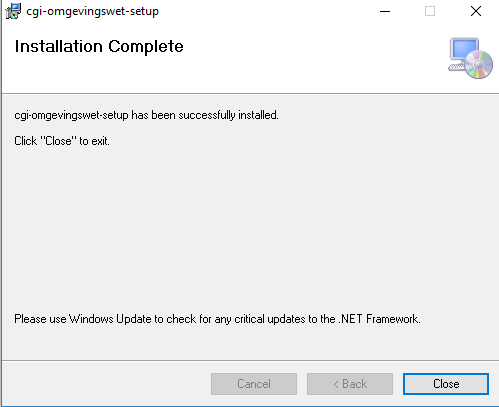 cgi-omgevingswet-setup
Installation Complete
cgi-omgevingswet-setup has been successfully installed.
Click "Close" to exit.
Please use Windows Update to check for any critical updates to the .NET Framework.
Cancel
< Back
Close